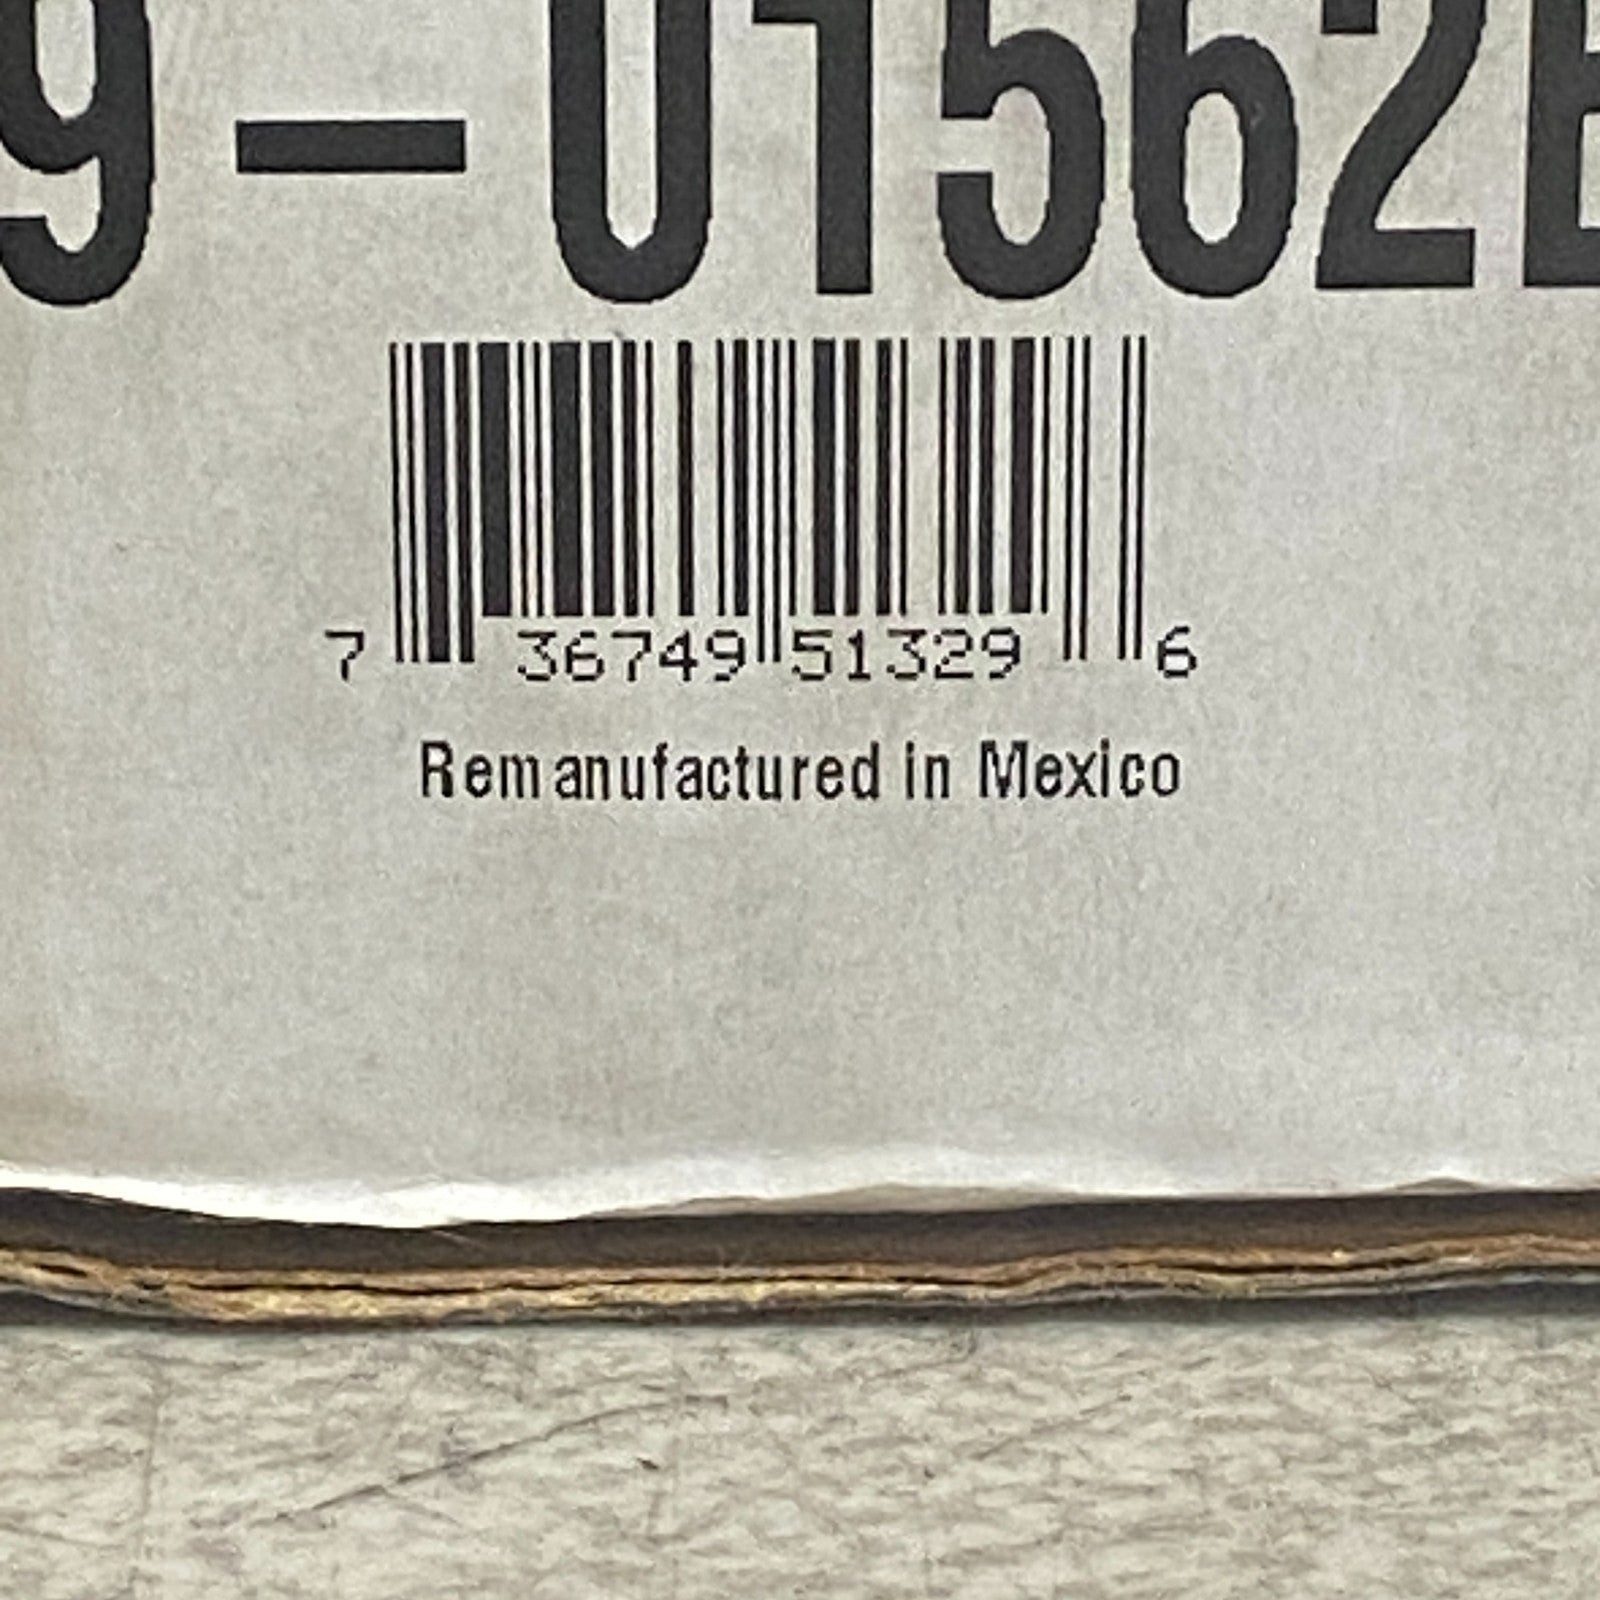 9-01562
7 36749 51329 6
Remanufactured in Mexico